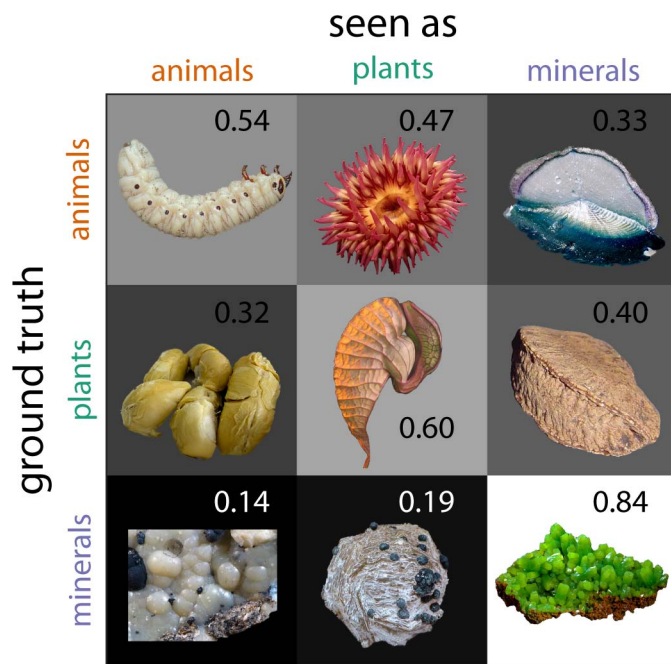 seen as
animals plants minerals
ground truth
animals
0.54 0.47 0.33
plants
0.32 0.60 0.40
minerals
0.14 0.19 0.84